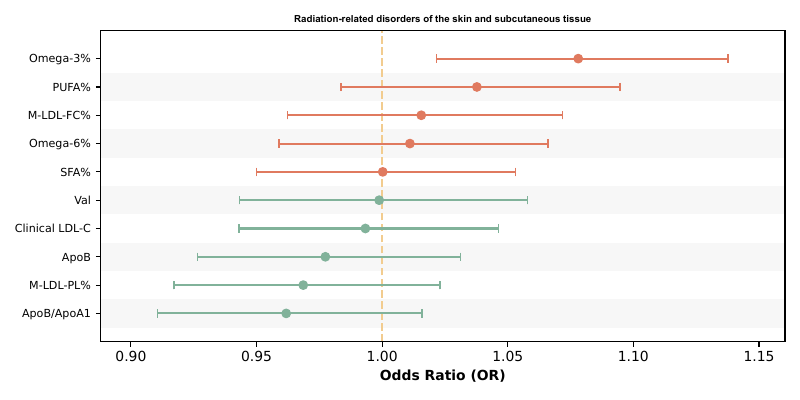 Radiation-related disorders of the skin and subcutaneous tissue
Omega-3%
PUFA%
M-LDL-FC%
Omega-6%
SFA%
Val
Clinical LDL-C
ApoB
M-LDL-PL%
ApoB/ApoA1
0.90 0.95 1.00 1.05 1.10 1.15
Odds Ratio (OR)